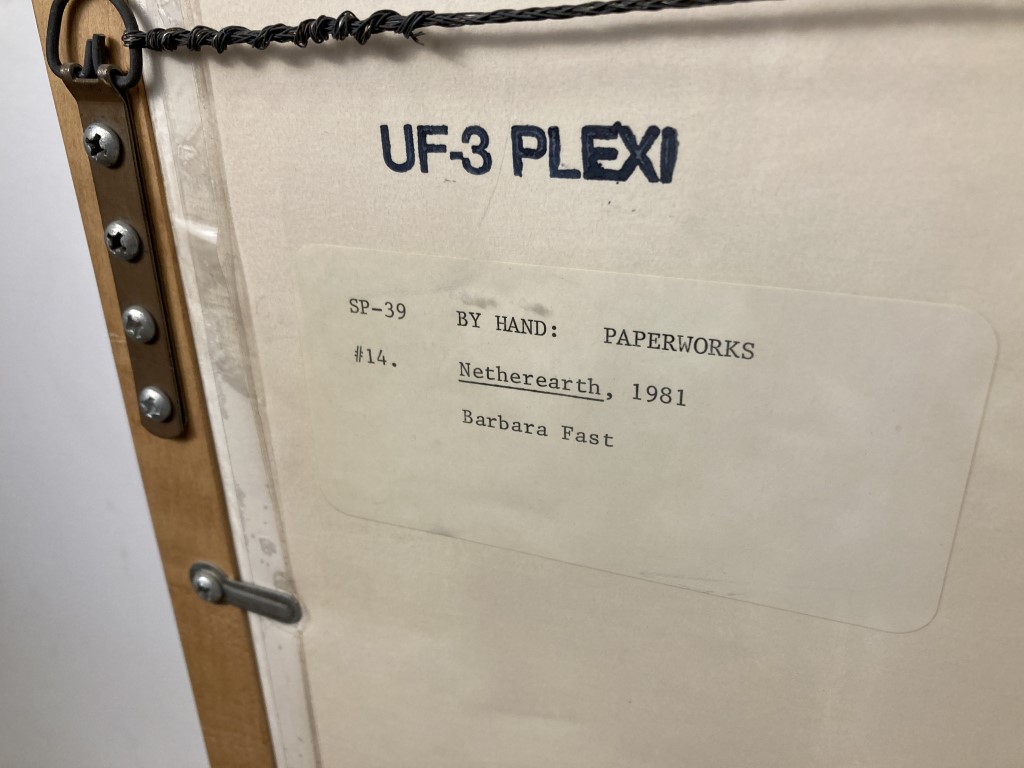 UF-3 PLEXI
SP-39 BY HAND: PAPERWORKS
#14. Netherearth, 1981
Barbara Fast